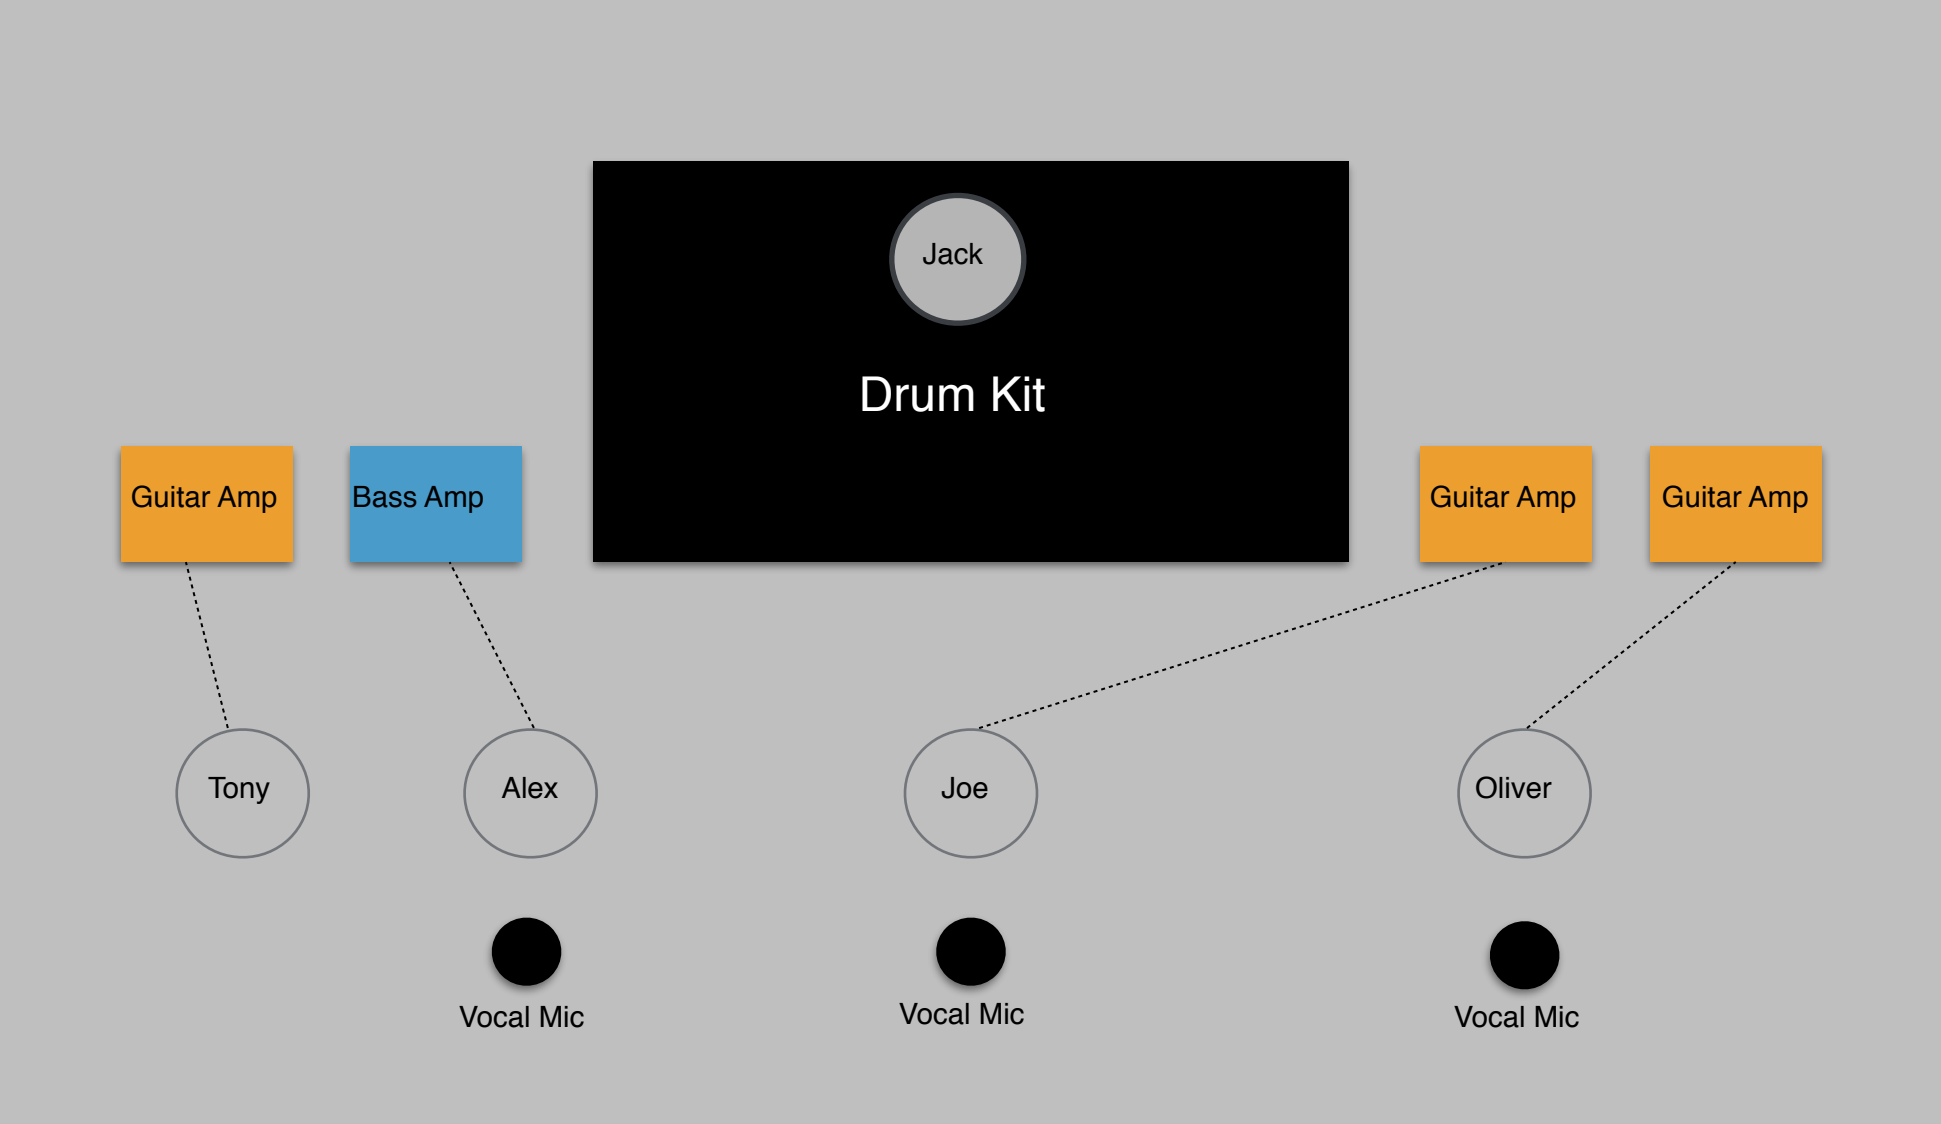 Jack
Drum Kit
Guitar Amp
Bass Amp
Guitar Amp
Guitar Amp
Tony
Alex
Joe
Oliver
Vocal Mic
Vocal Mic
Vocal Mic